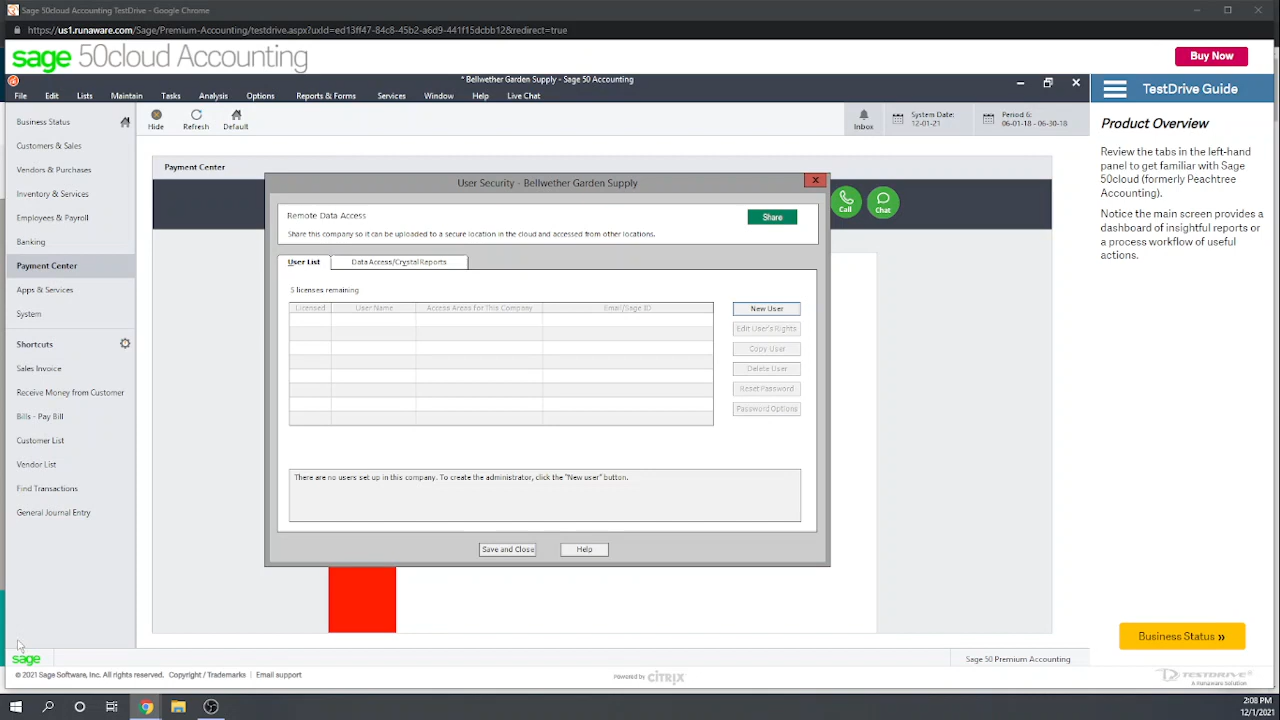 Sage 50cloud Accounting TestDrive - Google Chrome
https://us1.runaware.com/Sage/Premium-Accounting/testdrive.aspx?uxId=ed13ff47-84c8-45b2-a6d9-441f15dcbb12&redirect=true
sage 50cloud Accounting
Buy Now
* Bellwether Garden Supply - Sage 50 Accounting
File Edit Lists Maintain Tasks Analysis Options Reports & Forms Services Window Help Live Chat
Hide Refresh Default
Inbox
System Date:
12-01-21
Period 6:
06-01-18 - 06-30-18
Business Status
Customers & Sales
Vendors & Purchases
Inventory & Services
Employees & Payroll
Banking
Payment Center
Apps & Services
System
Shortcuts
Sales Invoice
Receive Money from Customer
Bills - Pay Bill
Customer List
Vendor List
Find Transactions
General Journal Entry
Payment Center
Call
Chat
User Security - Bellwether Garden Supply
Remote Data Access
Share
Share this company so it can be uploaded to a secure location in the cloud and accessed from other locations.
User List
Data Access/Crystal Reports
5 licenses remaining
Licensed User Name Access Areas for This Company Email/Sage ID
New User
Edit User's Rights
Copy User
Delete User
Reset Password
Password Options
There are no users set up in this company. To create the administrator, click the "New user" button.
Save and Close
Help
TestDrive Guide
Product Overview
Review the tabs in the left-hand
panel to get familiar with Sage
50cloud (formerly Peachtree
Accounting).
Notice the main screen provides a
dashboard of insightful reports or
a process workflow of useful
actions.
Business Status »
sage
Sage 50 Premium Accounting
© 2021 Sage Software, Inc. All rights reserved. Copyright / Trademarks | Email support
Powered by CITRIX
TESTDRIVE
A Runaware Solution
2:08 PM
12/1/2021